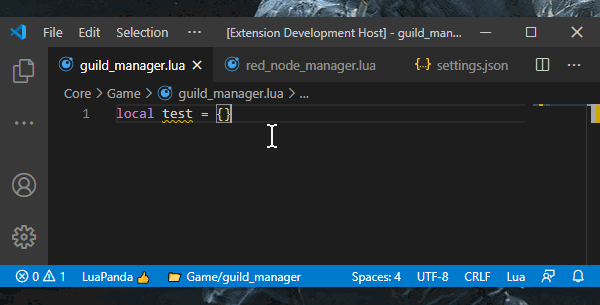 File Edit Selection ... [Extension Development Host] - guild_man...
guild_manager.lua red_node_manager.lua {..} settings.json ...
Core > Game > guild_manager.lua > ...
1 local test = {}
0 1 LuaPanda 👍 Game/guild_manager Spaces: 4 UTF-8 CRLF Lua